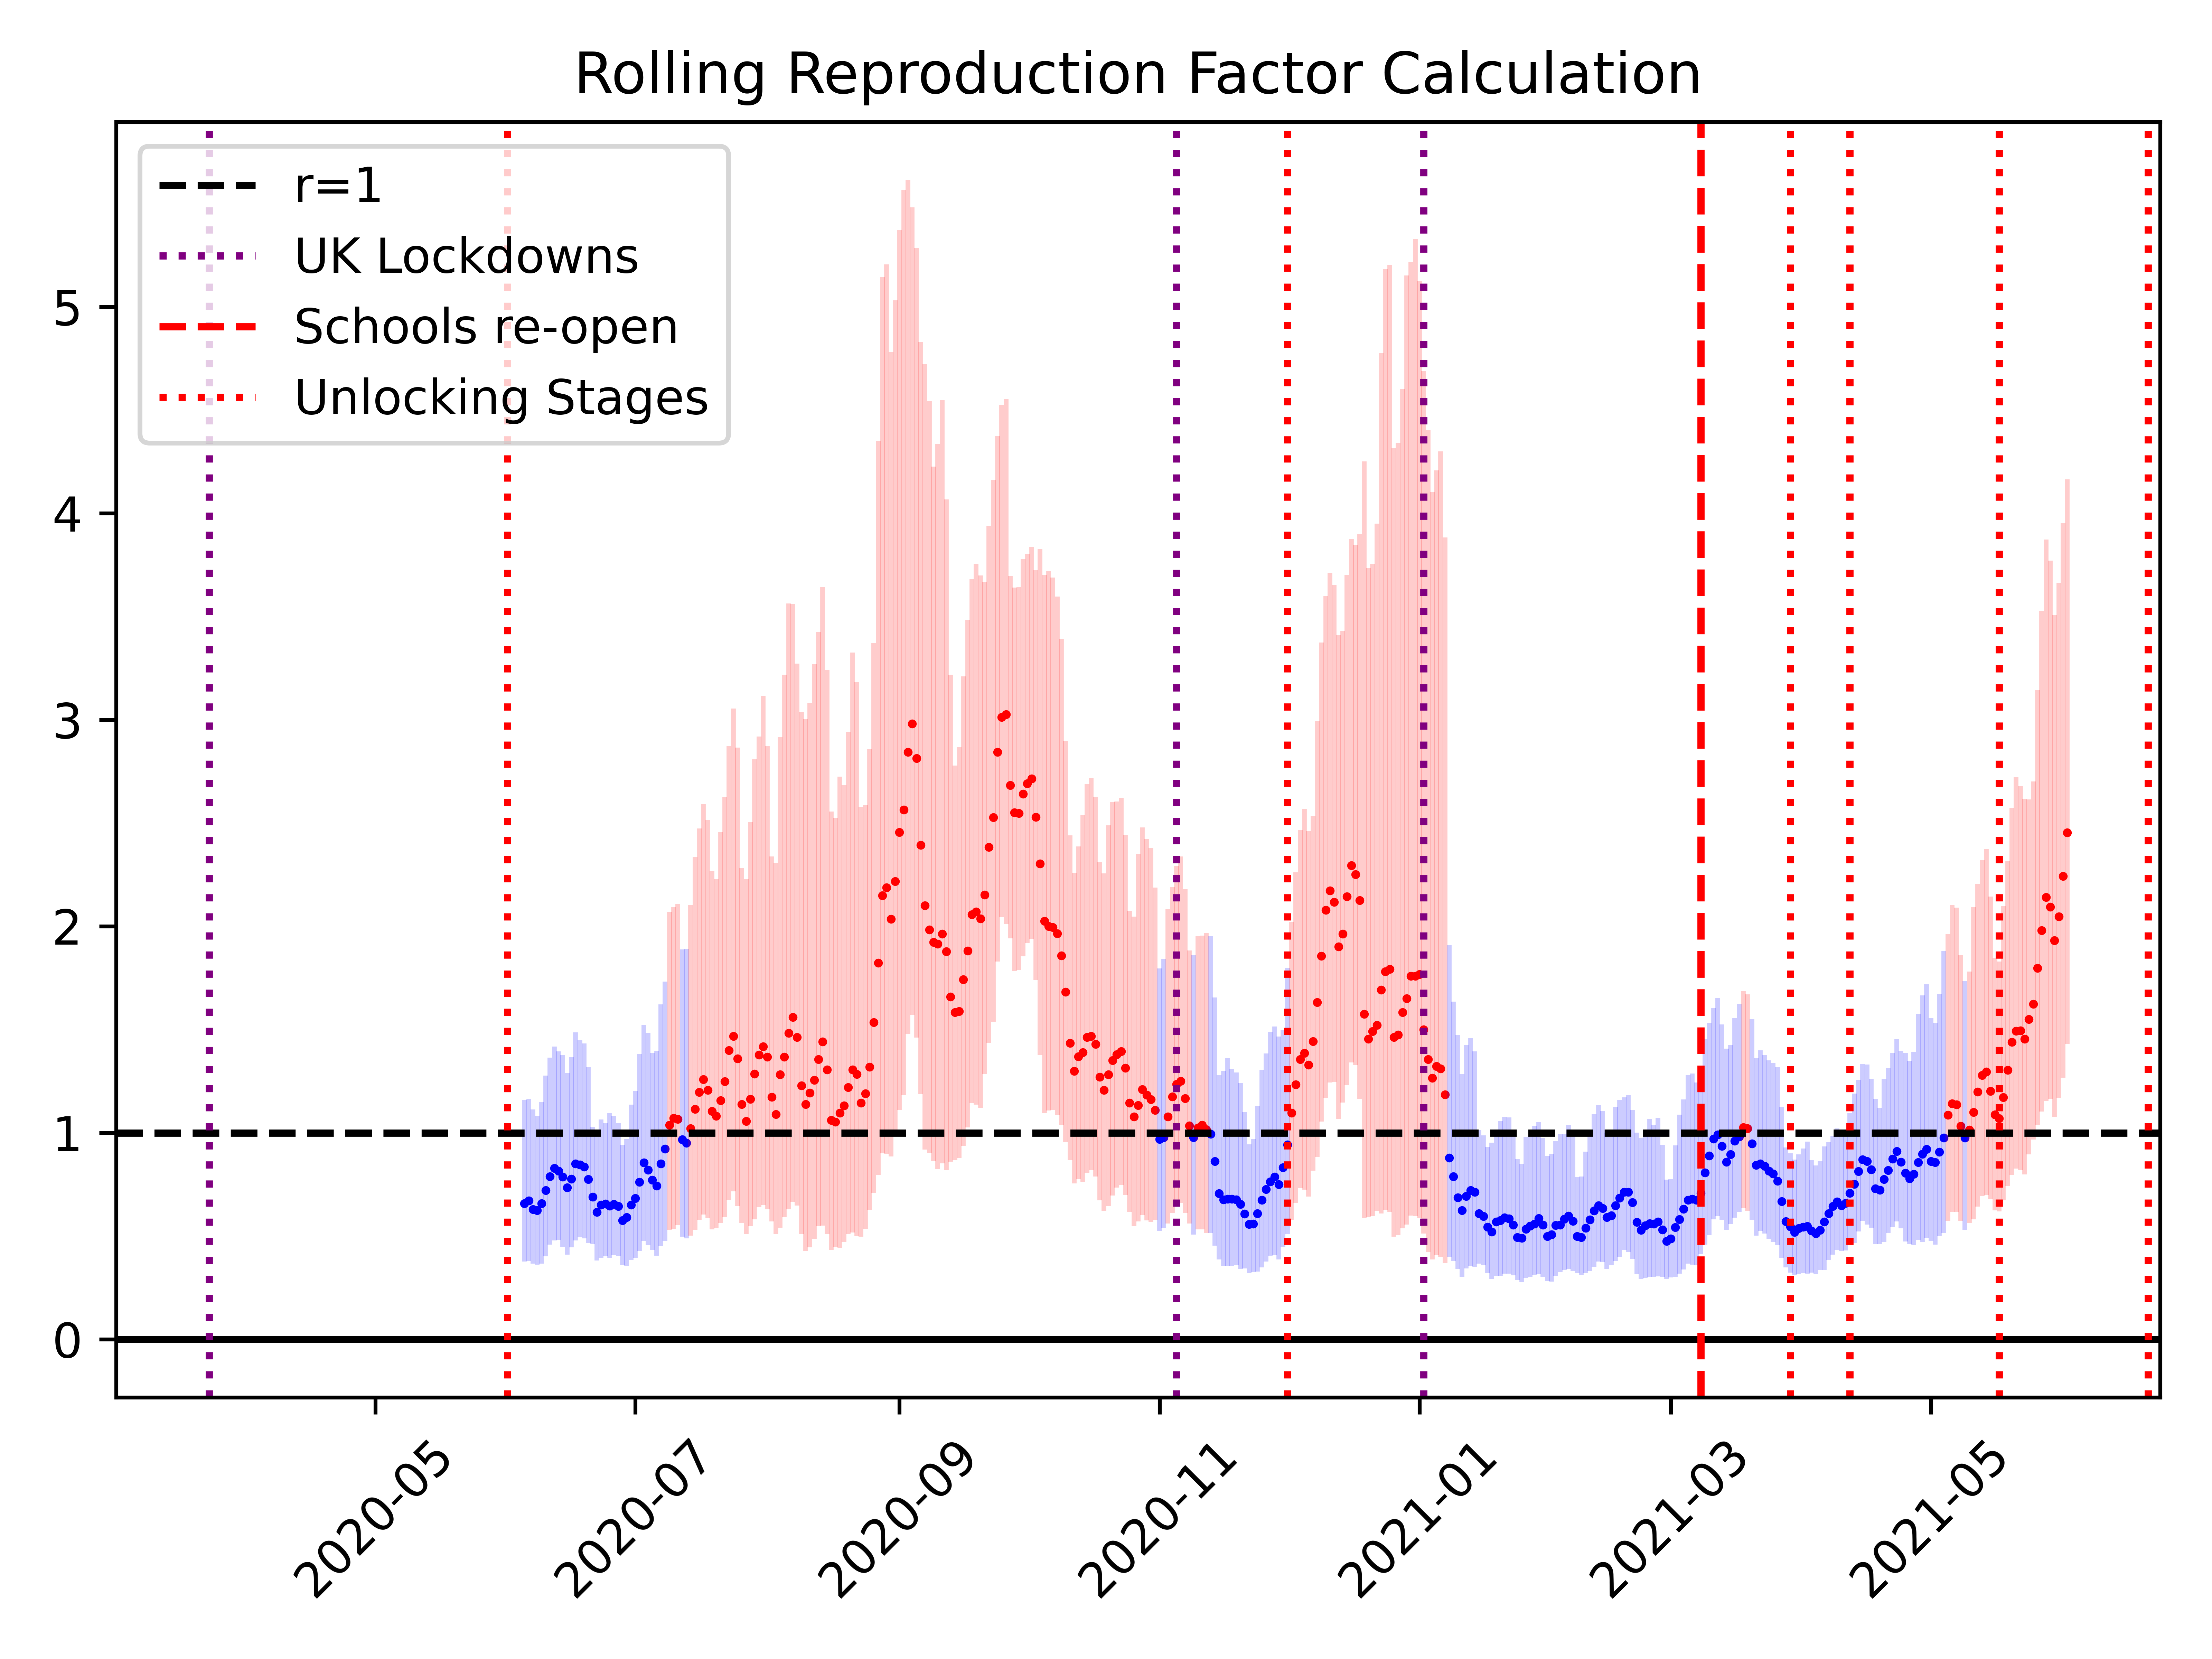 Rolling Reproduction Factor Calculation
r=1
UK Lockdowns
Schools re-open
Unlocking Stages
5
4
3
2
1
0
2020-05
2020-07
2020-09
2020-11
2021-01
2021-03
2021-05